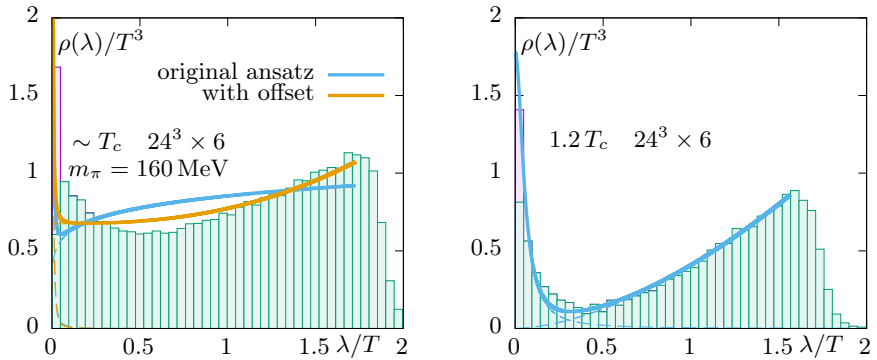 2
1.5
1
0.5
0
ρ(λ)/T³
original ansatz
with offset
∼ T_c 24³ × 6
m_π = 160 MeV
0 0.5 1 1.5 λ/T 2
2
1.5
1
0.5
0
ρ(λ)/T³
1.2 T_c 24³ × 6
0 0.5 1 1.5 λ/T 2